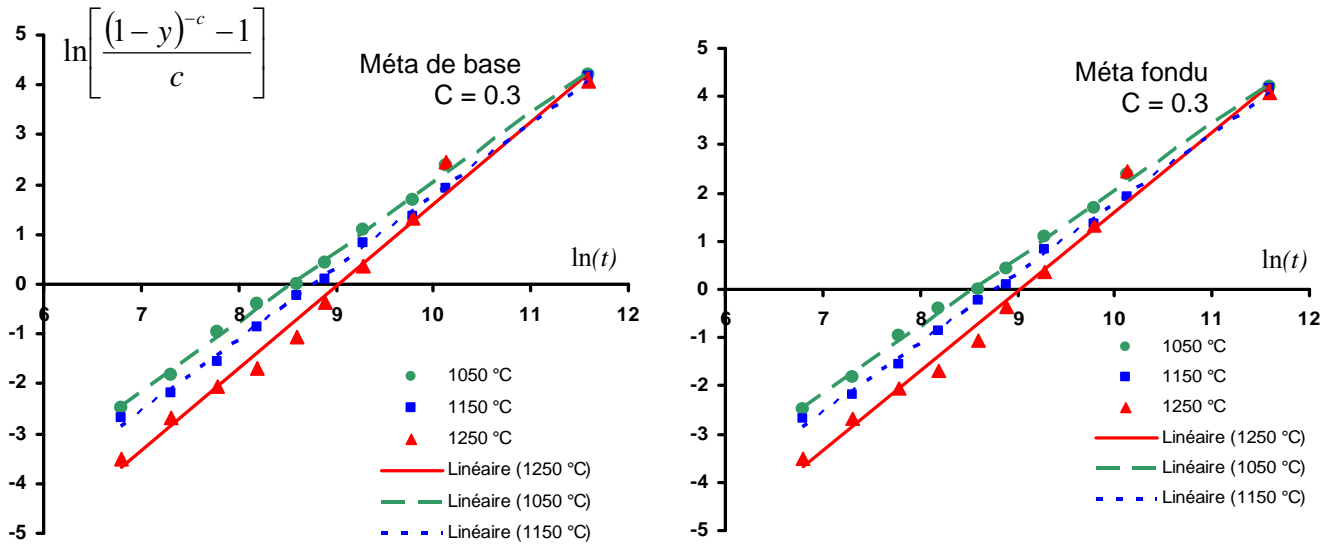 5
4
3
2
1
0
-1
-2
-3
-4
-5
6 7 8 9 10 11 12
ln[((1−y)^−c −1)/c]
Méta de base
C = 0.3
ln(t)
1050 °C
1150 °C
1250 °C
Linéaire (1250 °C)
Linéaire (1050 °C)
Linéaire (1150 °C)
5
4
3
2
1
0
-1
-2
-3
-4
-5
6 7 8 9 10 11 12
Méta fondu
C = 0.3
ln(t)
1050 °C
1150 °C
1250 °C
Linéaire (1250 °C)
Linéaire (1050 °C)
Linéaire (1150 °C)